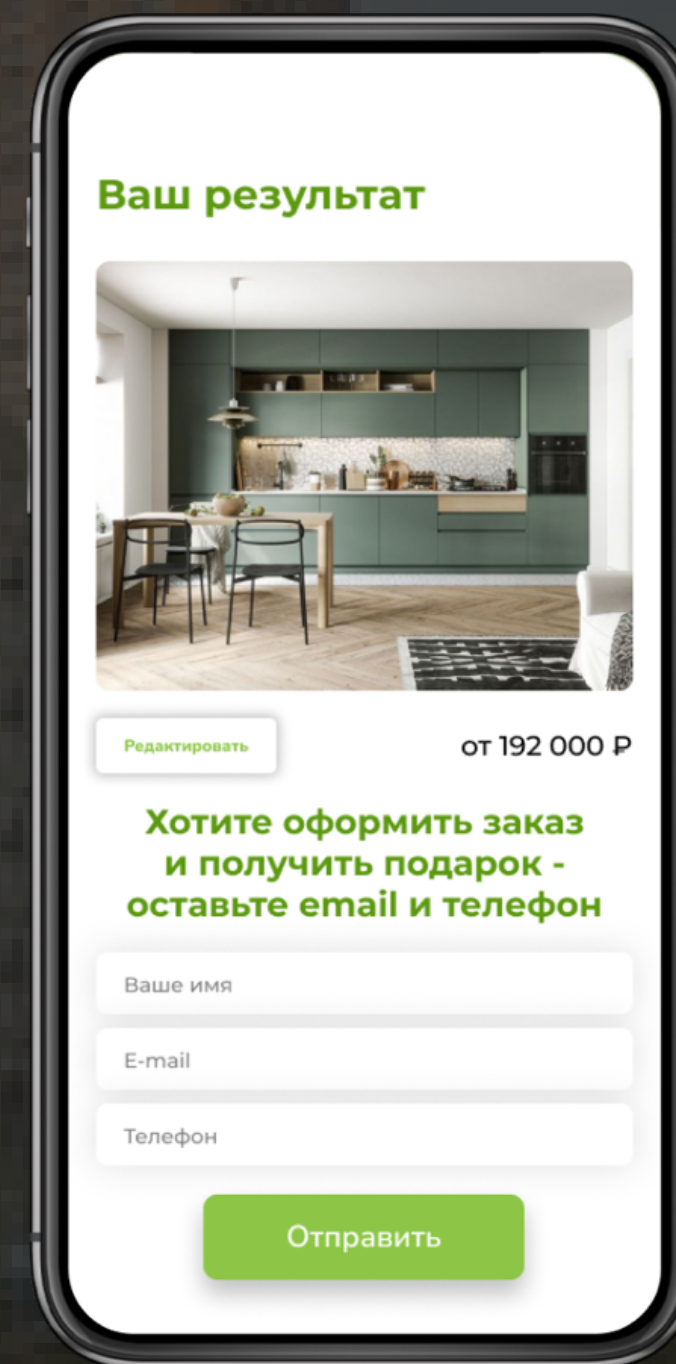 Ваш результат
Редактировать
от 192 000 ₽
Хотите оформить заказ
и получить подарок -
оставьте email и телефон
Ваше имя
E-mail
Телефон
Отправить